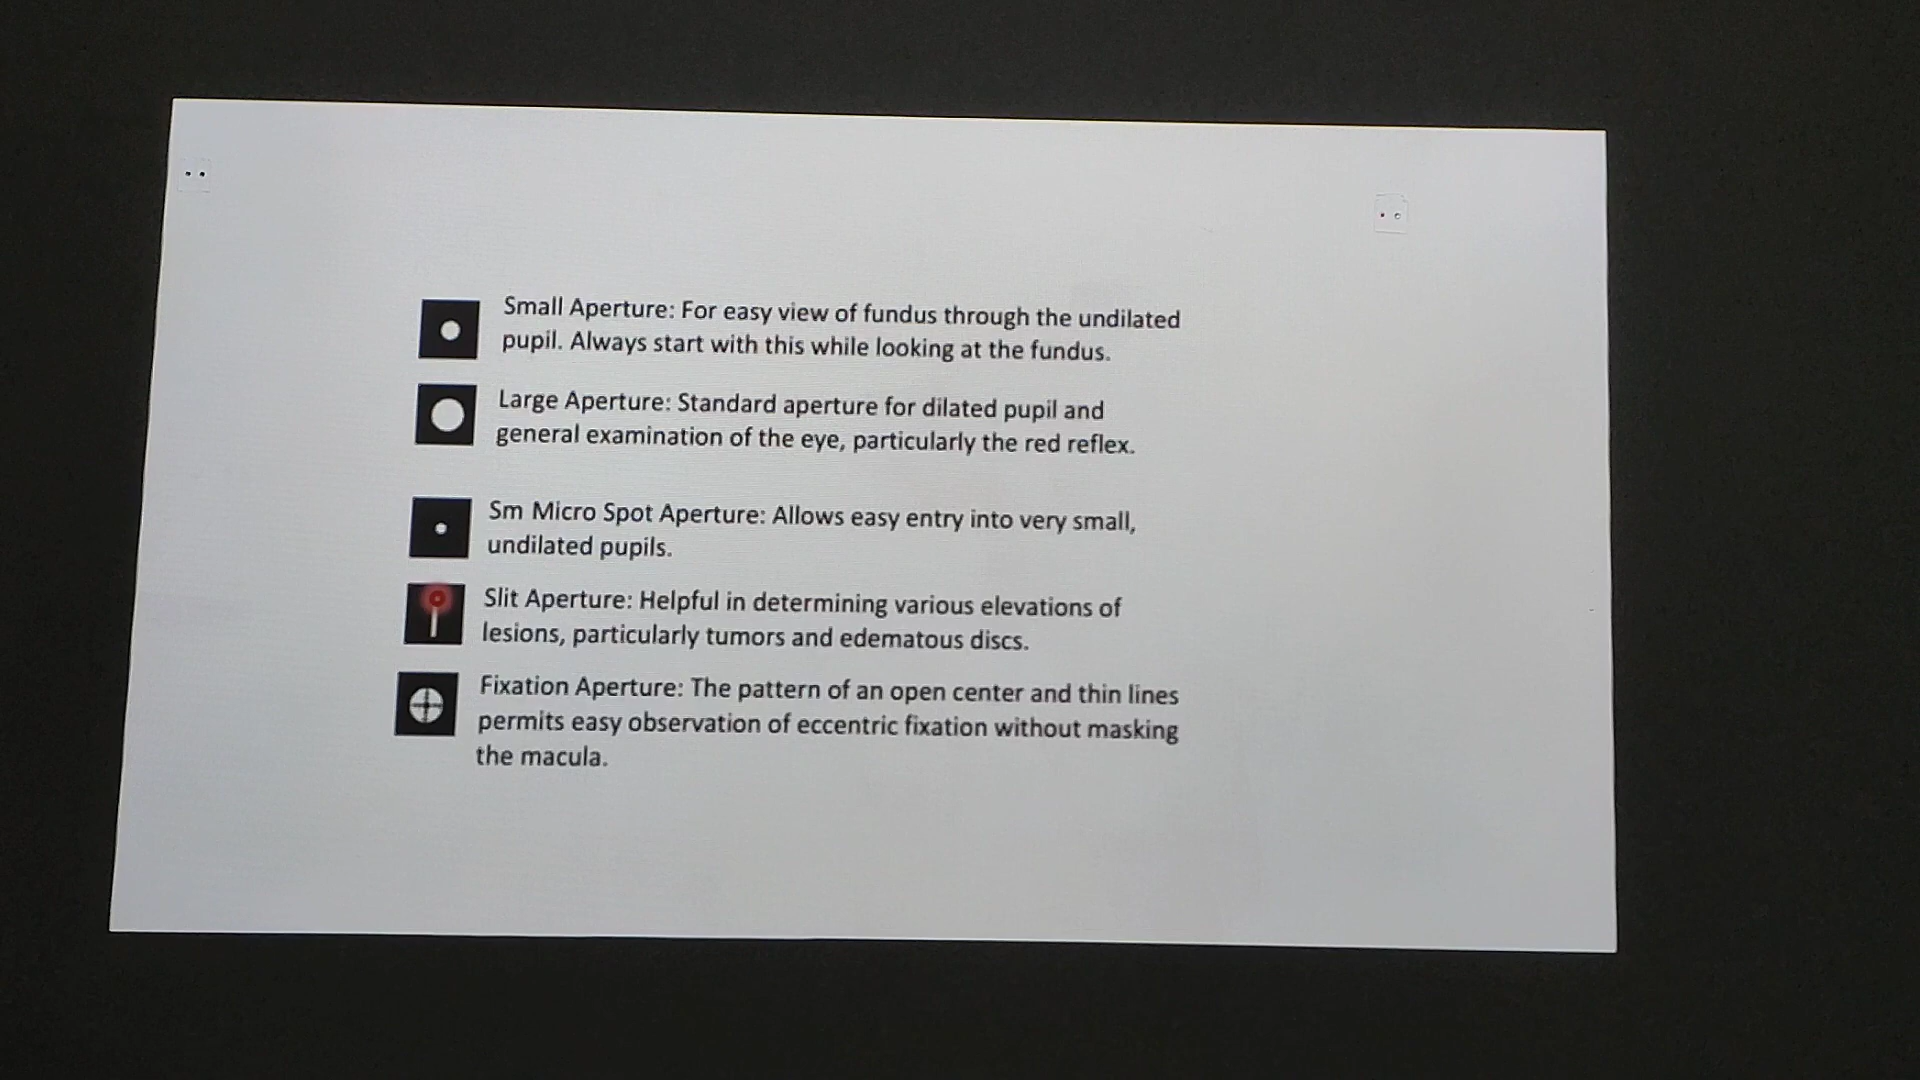 Small Aperture: For easy view of fundus through the undilated
pupil. Always start with this while looking at the fundus.
Large Aperture: Standard aperture for dilated pupil and
general examination of the eye, particularly the red reflex.
Sm Micro Spot Aperture: Allows easy entry into very small,
undilated pupils.
Slit Aperture: Helpful in determining various elevations of
lesions, particularly tumors and edematous discs.
Fixation Aperture: The pattern of an open center and thin lines
permits easy observation of eccentric fixation without masking
the macula.